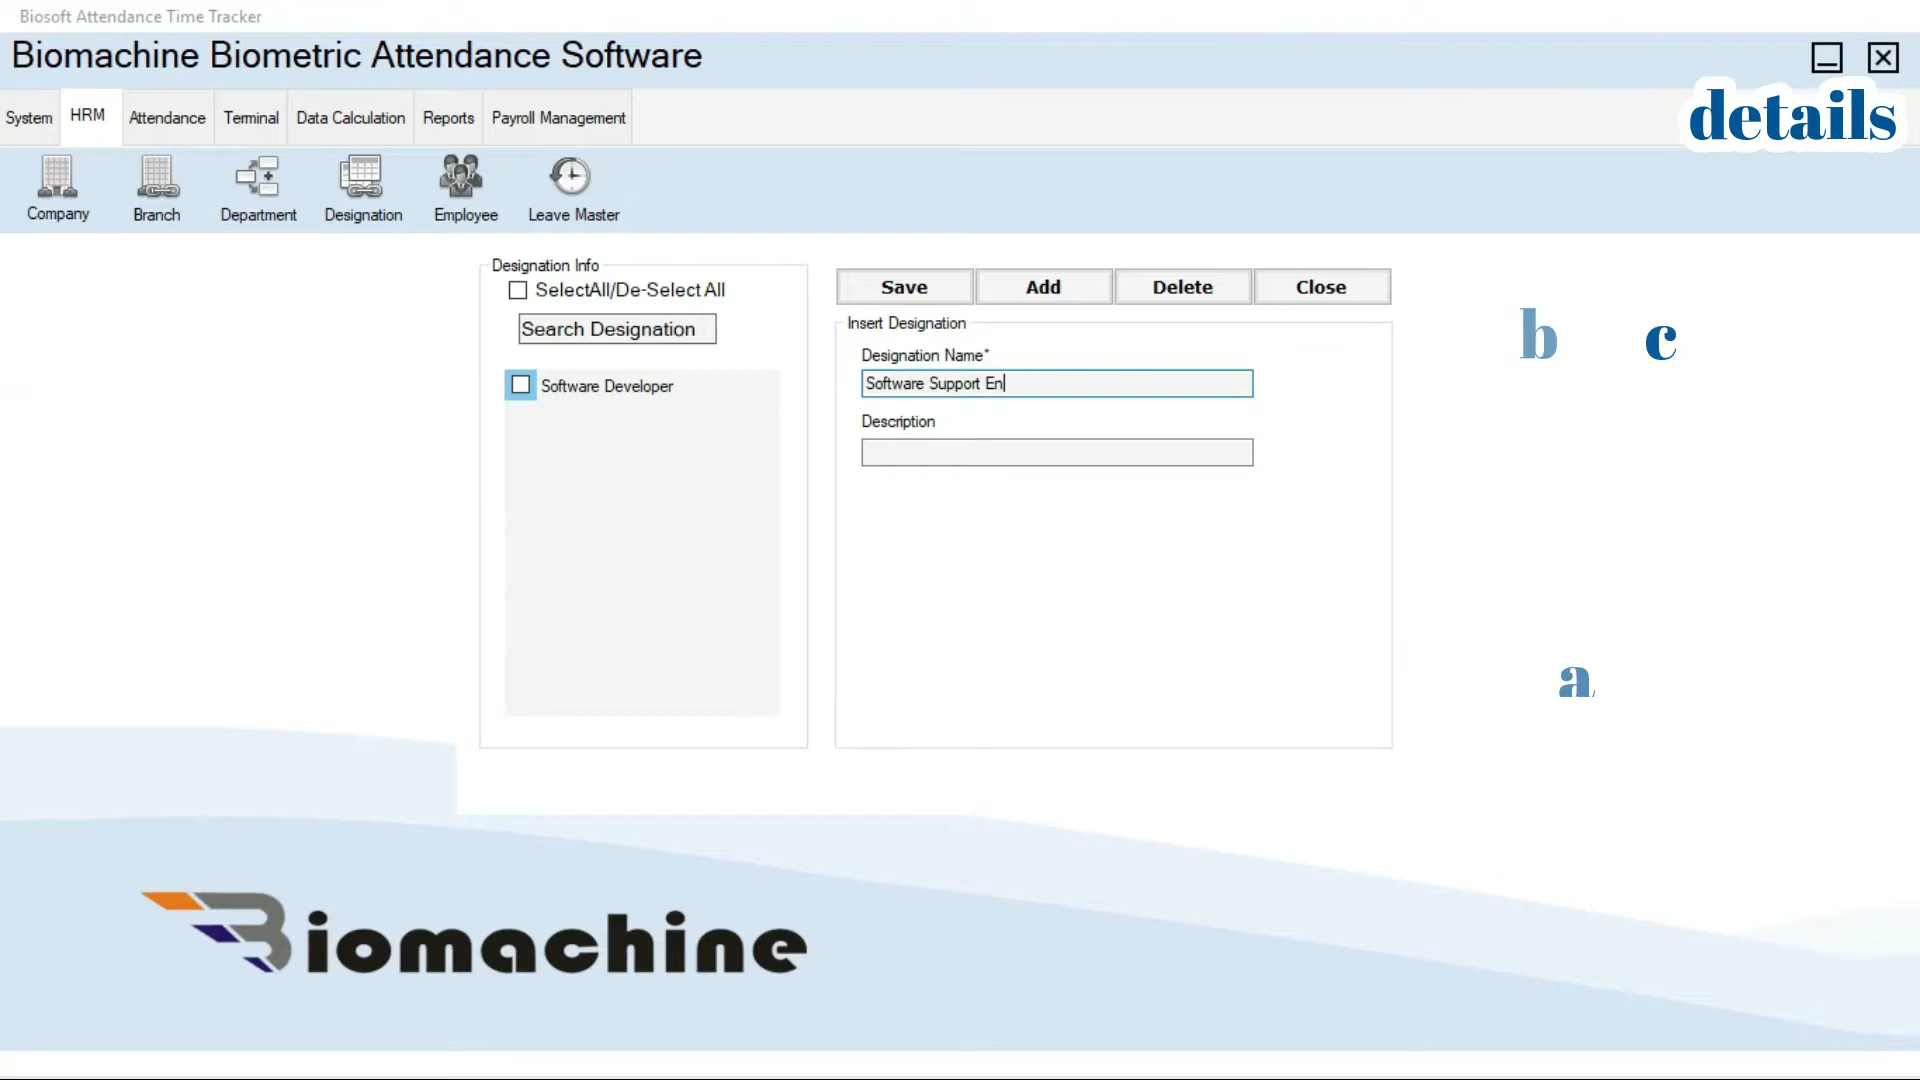 Biosoft Attendance Time Tracker
Biomachine Biometric Attendance Software
details
System HRM Attendance Terminal Data Calculation Reports Payroll Management
Company Branch Department Designation Employee Leave Master
Designation Info
SelectAll/De-Select All
Search Designation
Software Developer
Save Add Delete Close
Insert Designation
Designation Name*
Software Support En
Description
b c
a
Biomachine